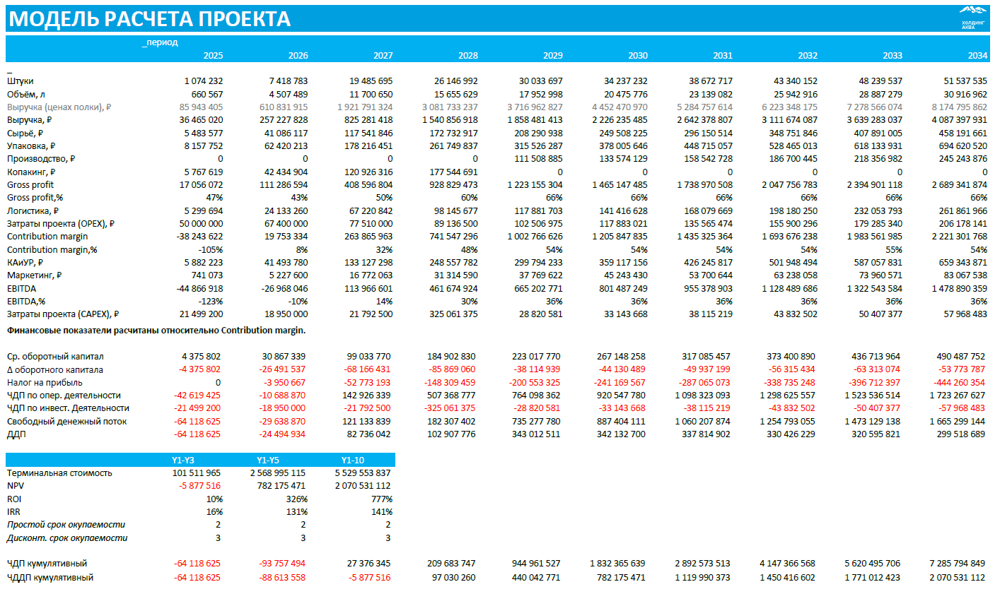 МОДЕЛЬ РАСЧЕТА ПРОЕКТА
ХОЛДИНГ
АКВА
_период
2025 2026 2027 2028 2029 2030 2031 2032 2033 2034
_
Штуки 1 074 232 7 418 783 19 485 695 26 146 992 30 033 697 34 237 232 38 672 717 43 340 152 48 239 537 51 537 535
Объём, л 660 567 4 507 489 11 700 650 15 655 629 17 952 998 20 475 776 23 139 082 25 942 916 28 887 279 30 916 962
Выручка (ценах полки), ₽ 85 943 405 610 831 915 1 921 791 324 3 081 733 237 3 716 962 827 4 452 470 970 5 284 757 614 6 223 348 175 7 278 566 074 8 174 795 862
Выручка, ₽ 36 465 020 257 227 828 825 281 418 1 540 856 918 1 858 481 413 2 226 235 485 2 642 378 807 3 111 674 087 3 639 283 037 4 087 397 931
Сырьё, ₽ 5 483 577 41 086 117 117 541 846 172 732 917 208 290 938 249 508 225 296 150 514 348 751 846 407 891 005 458 191 661
Упаковка, ₽ 8 157 752 62 420 213 178 216 451 261 749 837 315 526 287 378 005 646 448 715 057 528 465 013 618 133 931 694 620 520
Производство, ₽ 0 0 0 0 111 508 885 133 574 129 158 542 728 186 700 445 218 356 982 245 243 876
Копакинг, ₽ 5 767 619 42 434 904 120 926 316 177 544 691 0 0 0 0 0 0
Gross profit 17 056 072 111 286 594 408 596 804 928 829 473 1 223 155 304 1 465 147 485 1 738 970 508 2 047 756 783 2 394 901 118 2 689 341 874
Gross profit,% 47% 43% 50% 60% 66% 66% 66% 66% 66% 66%
Логистика, ₽ 5 299 694 24 133 260 67 220 842 98 145 677 117 881 703 141 416 628 168 079 669 198 180 250 232 053 793 261 861 966
Затраты проекта (OPEX), ₽ 50 000 000 67 400 000 77 510 000 89 136 500 102 506 975 117 883 021 135 565 474 155 900 296 179 285 340 206 178 141
Contribution margin -38 243 622 19 753 334 263 865 963 741 547 296 1 002 766 626 1 205 847 835 1 435 325 364 1 693 676 238 1 983 561 985 2 221 301 768
Contribution margin,% -105% 8% 32% 48% 54% 54% 54% 54% 55% 54%
КАиУР, ₽ 5 882 223 41 493 780 133 127 298 248 557 782 299 794 233 359 117 156 426 245 817 501 948 494 587 057 831 659 343 871
Маркетинг, ₽ 741 073 5 227 600 16 772 063 31 314 590 37 769 622 45 243 430 53 700 644 63 238 058 73 960 571 83 067 538
EBITDA -44 866 918 -26 968 046 113 966 601 461 674 924 665 202 771 801 487 249 955 378 903 1 128 489 686 1 322 543 584 1 478 890 359
EBITDA,% -123% -10% 14% 30% 36% 36% 36% 36% 36% 36%
Затраты проекта (CAPEX), ₽ 21 499 200 18 950 000 21 792 500 325 061 375 28 820 581 33 143 668 38 115 219 43 832 502 50 407 377 57 968 483
Финансовые показатели расчитаны относительно Contribution margin.
Ср. оборотный капитал 4 375 802 30 867 339 99 033 770 184 902 830 223 017 770 267 148 258 317 085 457 373 400 890 436 713 964 490 487 752
Δ оборотного капитала -4 375 802 -26 491 537 -68 166 431 -85 869 060 -38 114 939 -44 130 489 -49 937 199 -56 315 434 -63 313 074 -53 773 787
Налог на прибыль 0 -3 950 667 -52 773 193 -148 309 459 -200 553 325 -241 169 567 -287 065 073 -338 735 248 -396 712 397 -444 260 354
ЧДП по опер. деятельности -42 619 425 -10 688 870 142 926 339 507 368 777 764 098 362 920 547 780 1 098 323 093 1 298 625 557 1 523 536 514 1 723 267 627
ЧДП по инвест. Деятельности -21 499 200 -18 950 000 -21 792 500 -325 061 375 -28 820 581 -33 143 668 -38 115 219 -43 832 502 -50 407 377 -57 968 483
Свободный денежный поток -64 118 625 -29 638 870 121 133 839 182 307 402 735 277 780 887 404 111 1 060 207 874 1 254 793 055 1 473 129 138 1 665 299 144
ДДП -64 118 625 -24 494 934 82 736 042 102 907 776 343 012 511 342 132 700 337 814 902 330 426 229 320 595 821 299 518 689
Y1-Y3 Y1-Y5 Y1-10
Терминальная стоимость 101 511 965 2 568 995 115 5 529 553 837
NPV -5 877 516 782 175 471 2 070 531 112
ROI 10% 326% 777%
IRR 16% 131% 141%
Простой срок окупаемости 2 2 2
Дисконт. срок окупаемости 3 3 3
ЧДП кумулятивный -64 118 625 -93 757 494 27 376 345 209 683 747 944 961 527 1 832 365 639 2 892 573 513 4 147 366 568 5 620 495 706 7 285 794 849
ЧДДП кумулятивный -64 118 625 -88 613 558 -5 877 516 97 030 260 440 042 771 782 175 471 1 119 990 373 1 450 416 602 1 771 012 423 2 070 531 112